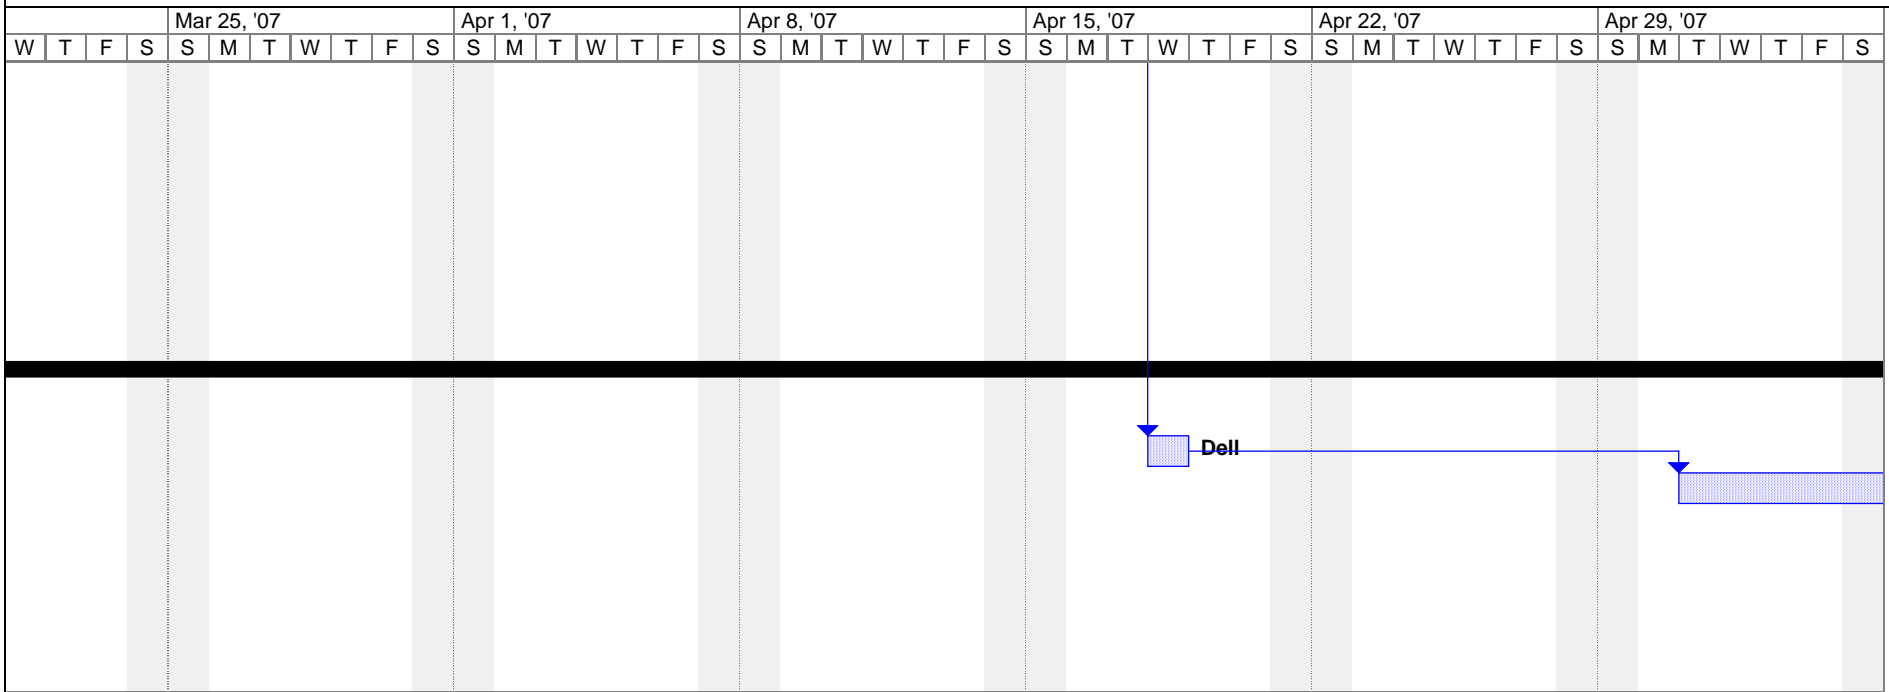 Mar 25, '07 Apr 1, '07 Apr 8, '07 Apr 15, '07 Apr 22, '07 Apr 29, '07
W T F S S M T W T F S S M T W T F S S M T W T F S S M T W T F S S M T W T F S S M T W T F S
Dell